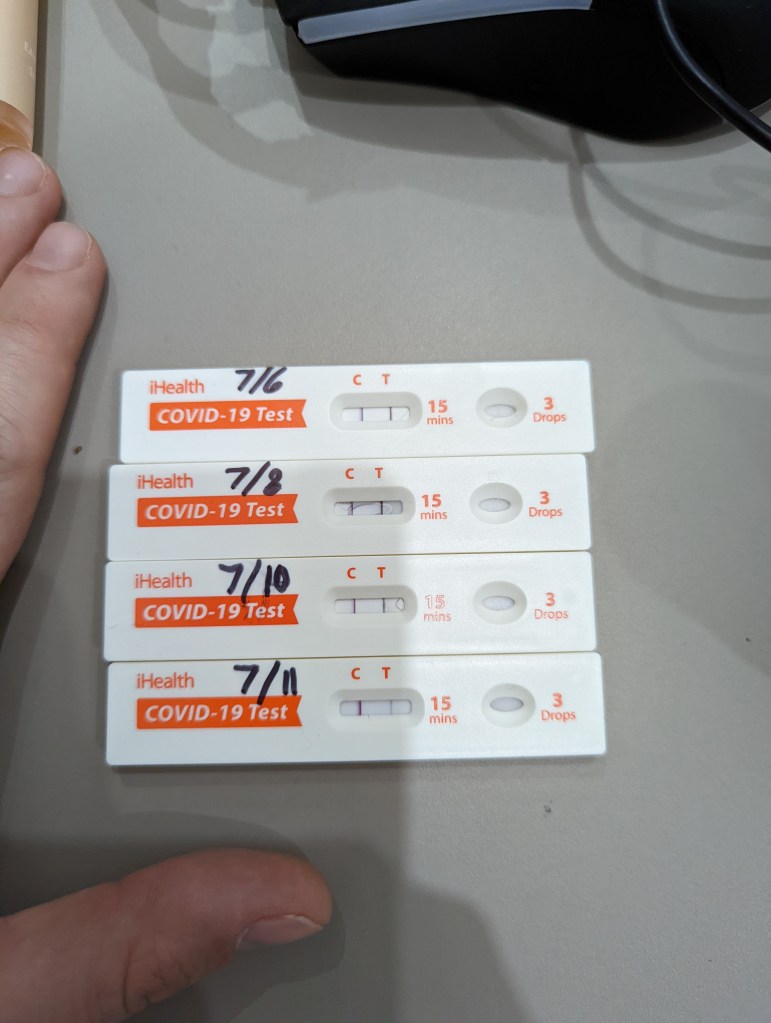 iHealth 7/6 C T
COVID-19 Test 15 mins 3 Drops
iHealth 7/8 C T
COVID-19 Test 15 mins 3 Drops
iHealth 7/10 C T
COVID-19 Test 15 mins 3 Drops
iHealth 7/11 C T
COVID-19 Test 15 mins 3 Drops